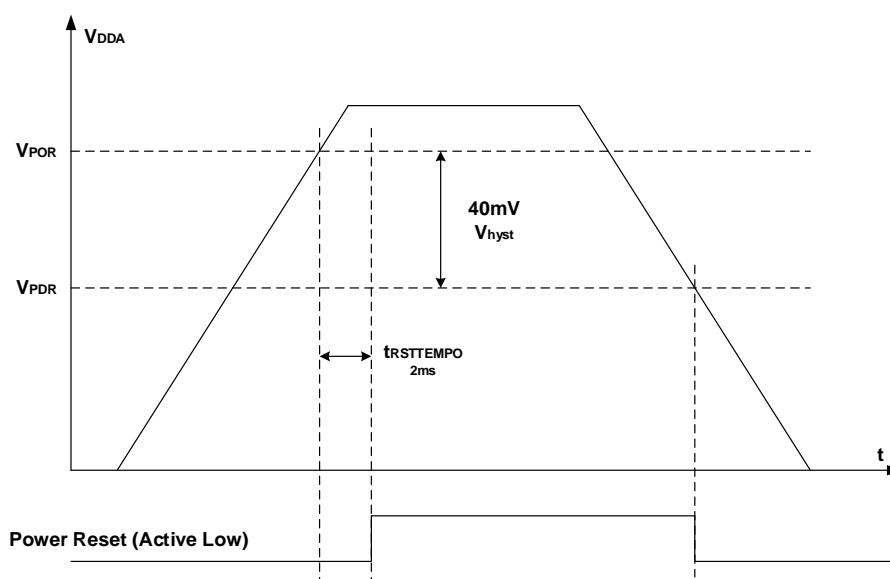 VDDA
VPOR
40mV
Vhyst
VPDR
tRSTTEMPO
2ms
t
Power Reset (Active Low)